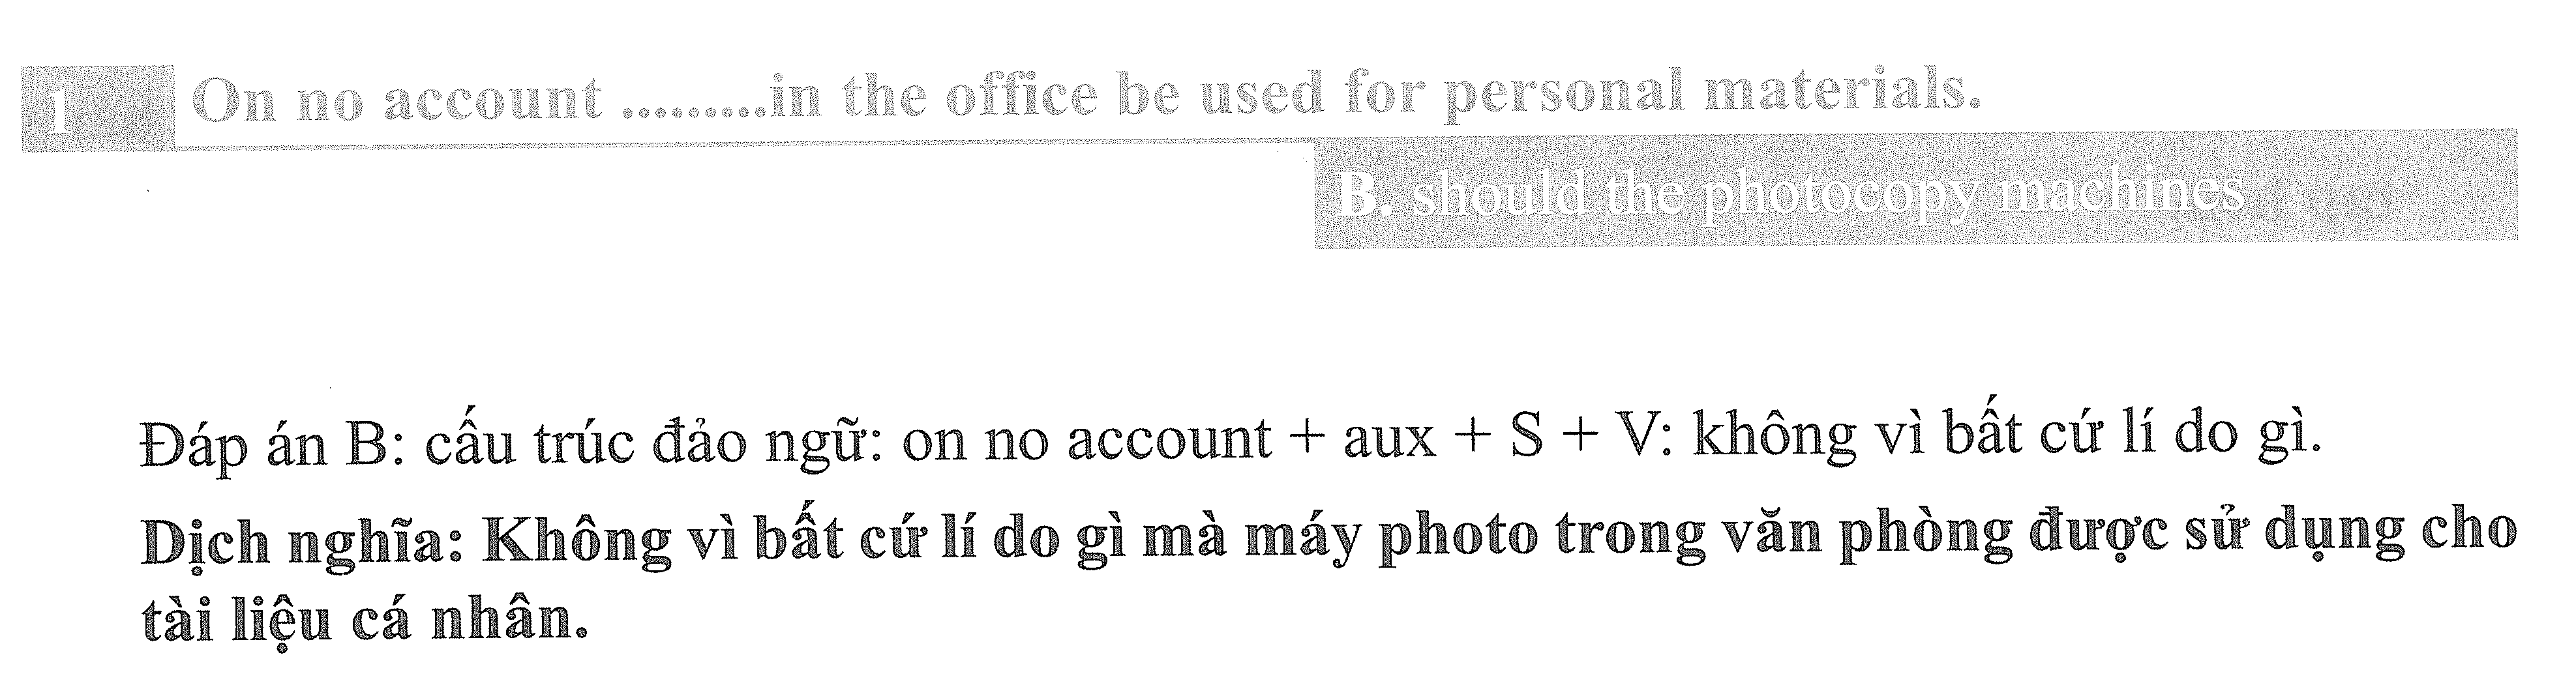 1 On no account .........in the office be used for personal materials.
B. should the photocopy machines
Đáp án B: cấu trúc đảo ngữ: on no account + aux + S + V: không vì bất cứ lí do gì.
Dịch nghĩa: Không vì bất cứ lí do gì mà máy photo trong văn phòng được sử dụng cho
tài liệu cá nhân.